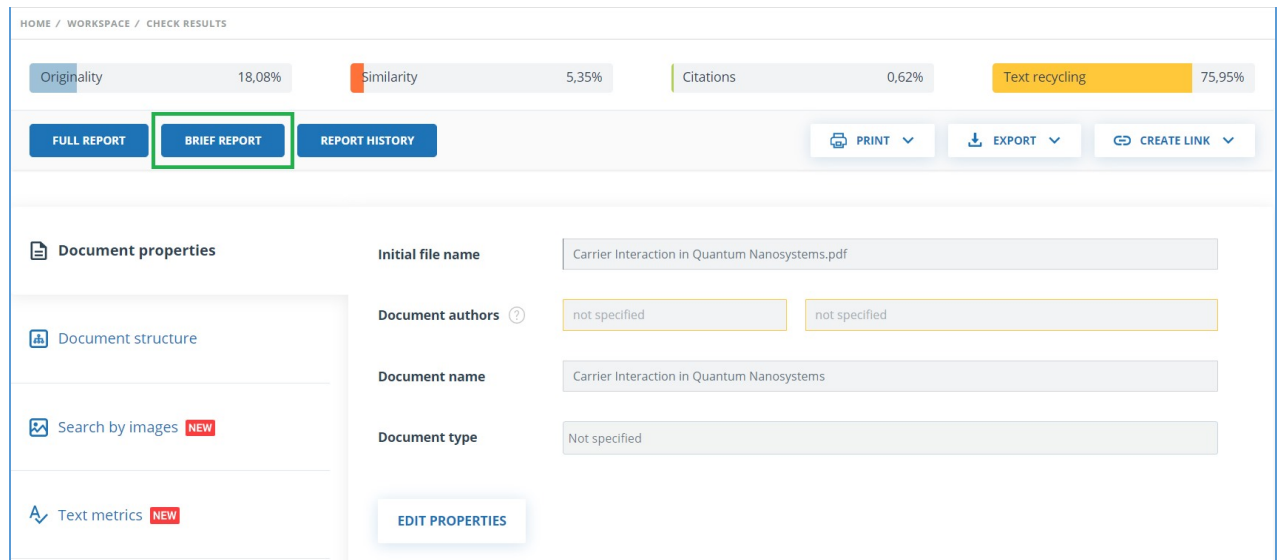 HOME / WORKSPACE / CHECK RESULTS
Originality 18,08% Similarity 5,35% Citations 0,62% Text recycling 75,95%
FULL REPORT BRIEF REPORT REPORT HISTORY PRINT EXPORT CREATE LINK
Document properties
Initial file name Carrier Interaction in Quantum Nanosystems.pdf
Document authors ? not specified not specified
Document structure
Document name Carrier Interaction in Quantum Nanosystems
Search by images NEW
Document type Not specified
Text metrics NEW
EDIT PROPERTIES